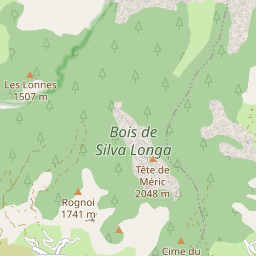 Les Lonnes
1507 m
Bois de
Silva Longa
Tête de
Méric
2048 m
Rognoi
1741 m
Cime du